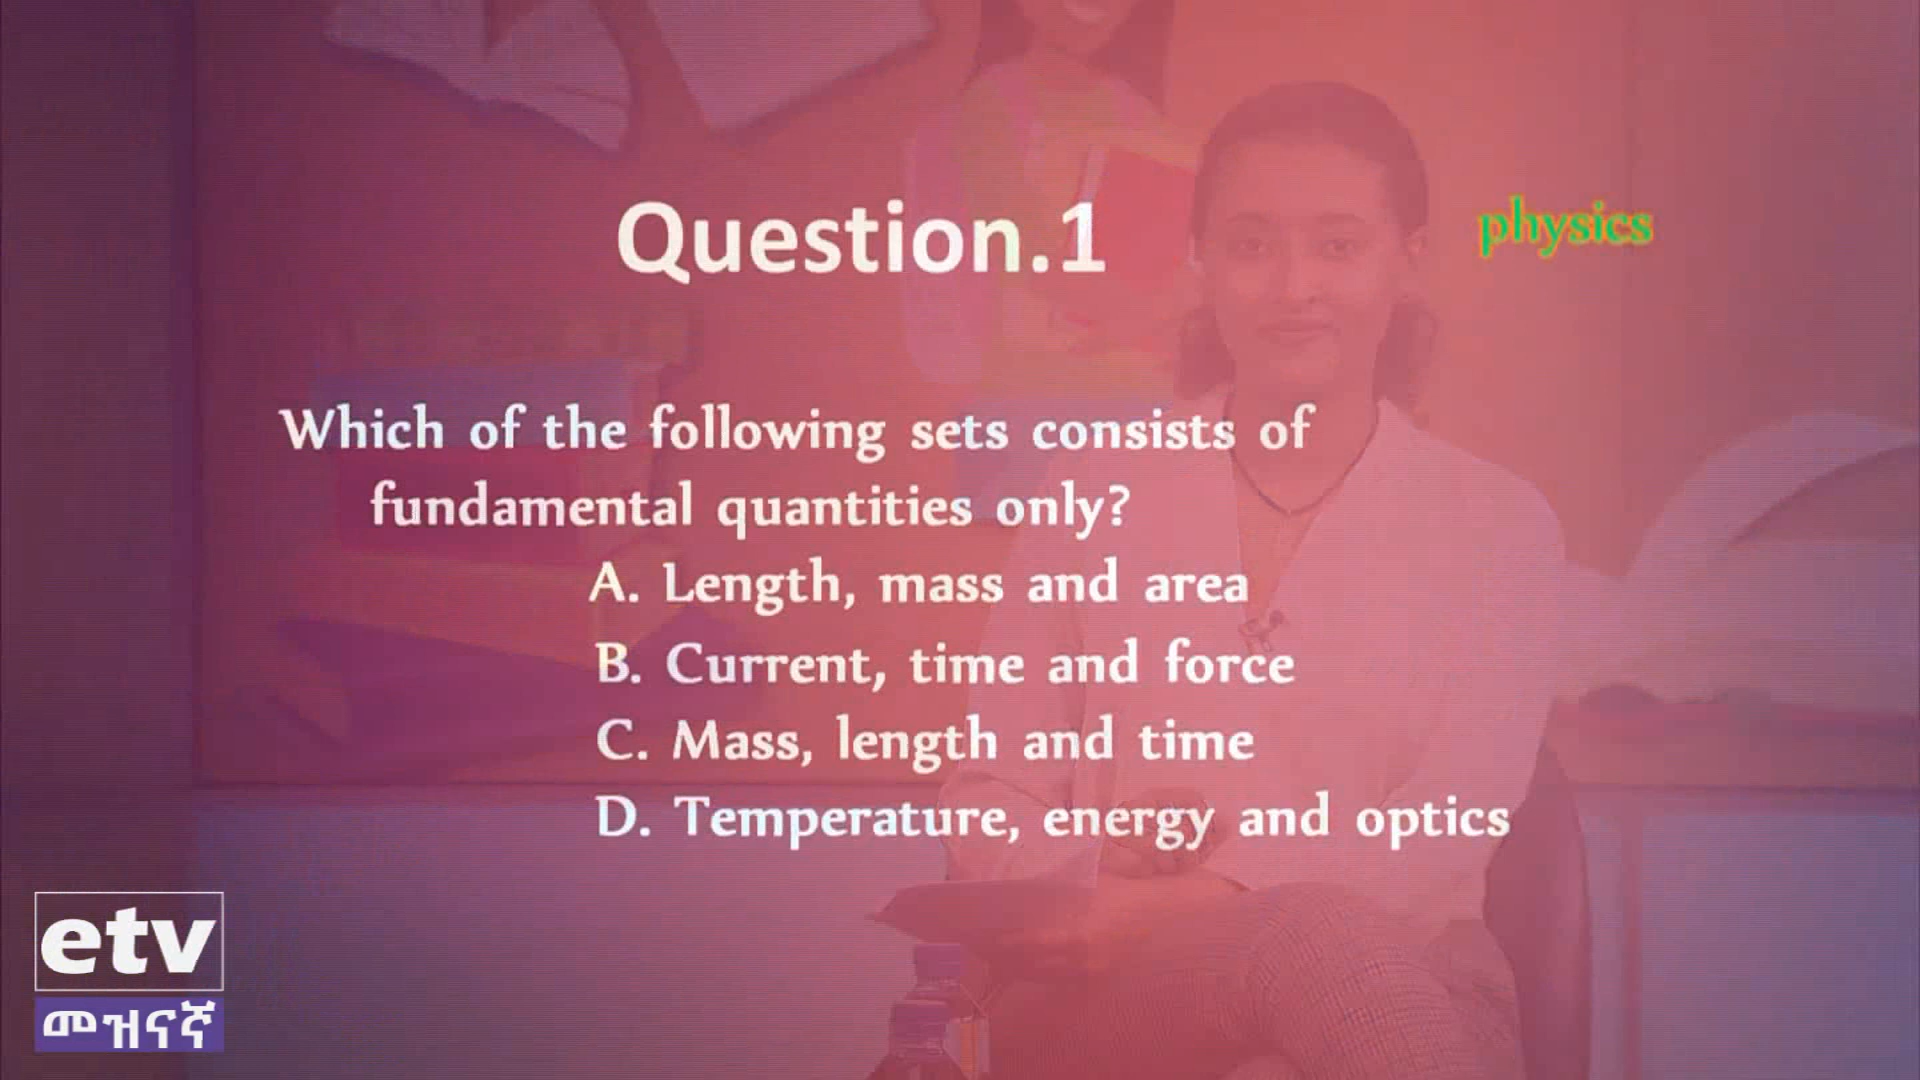 Question.1
physics
Which of the following sets consists of
fundamental quantities only?
A. Length, mass and area
B. Current, time and force
C. Mass, length and time
D. Temperature, energy and optics
etv
መዝናኛ